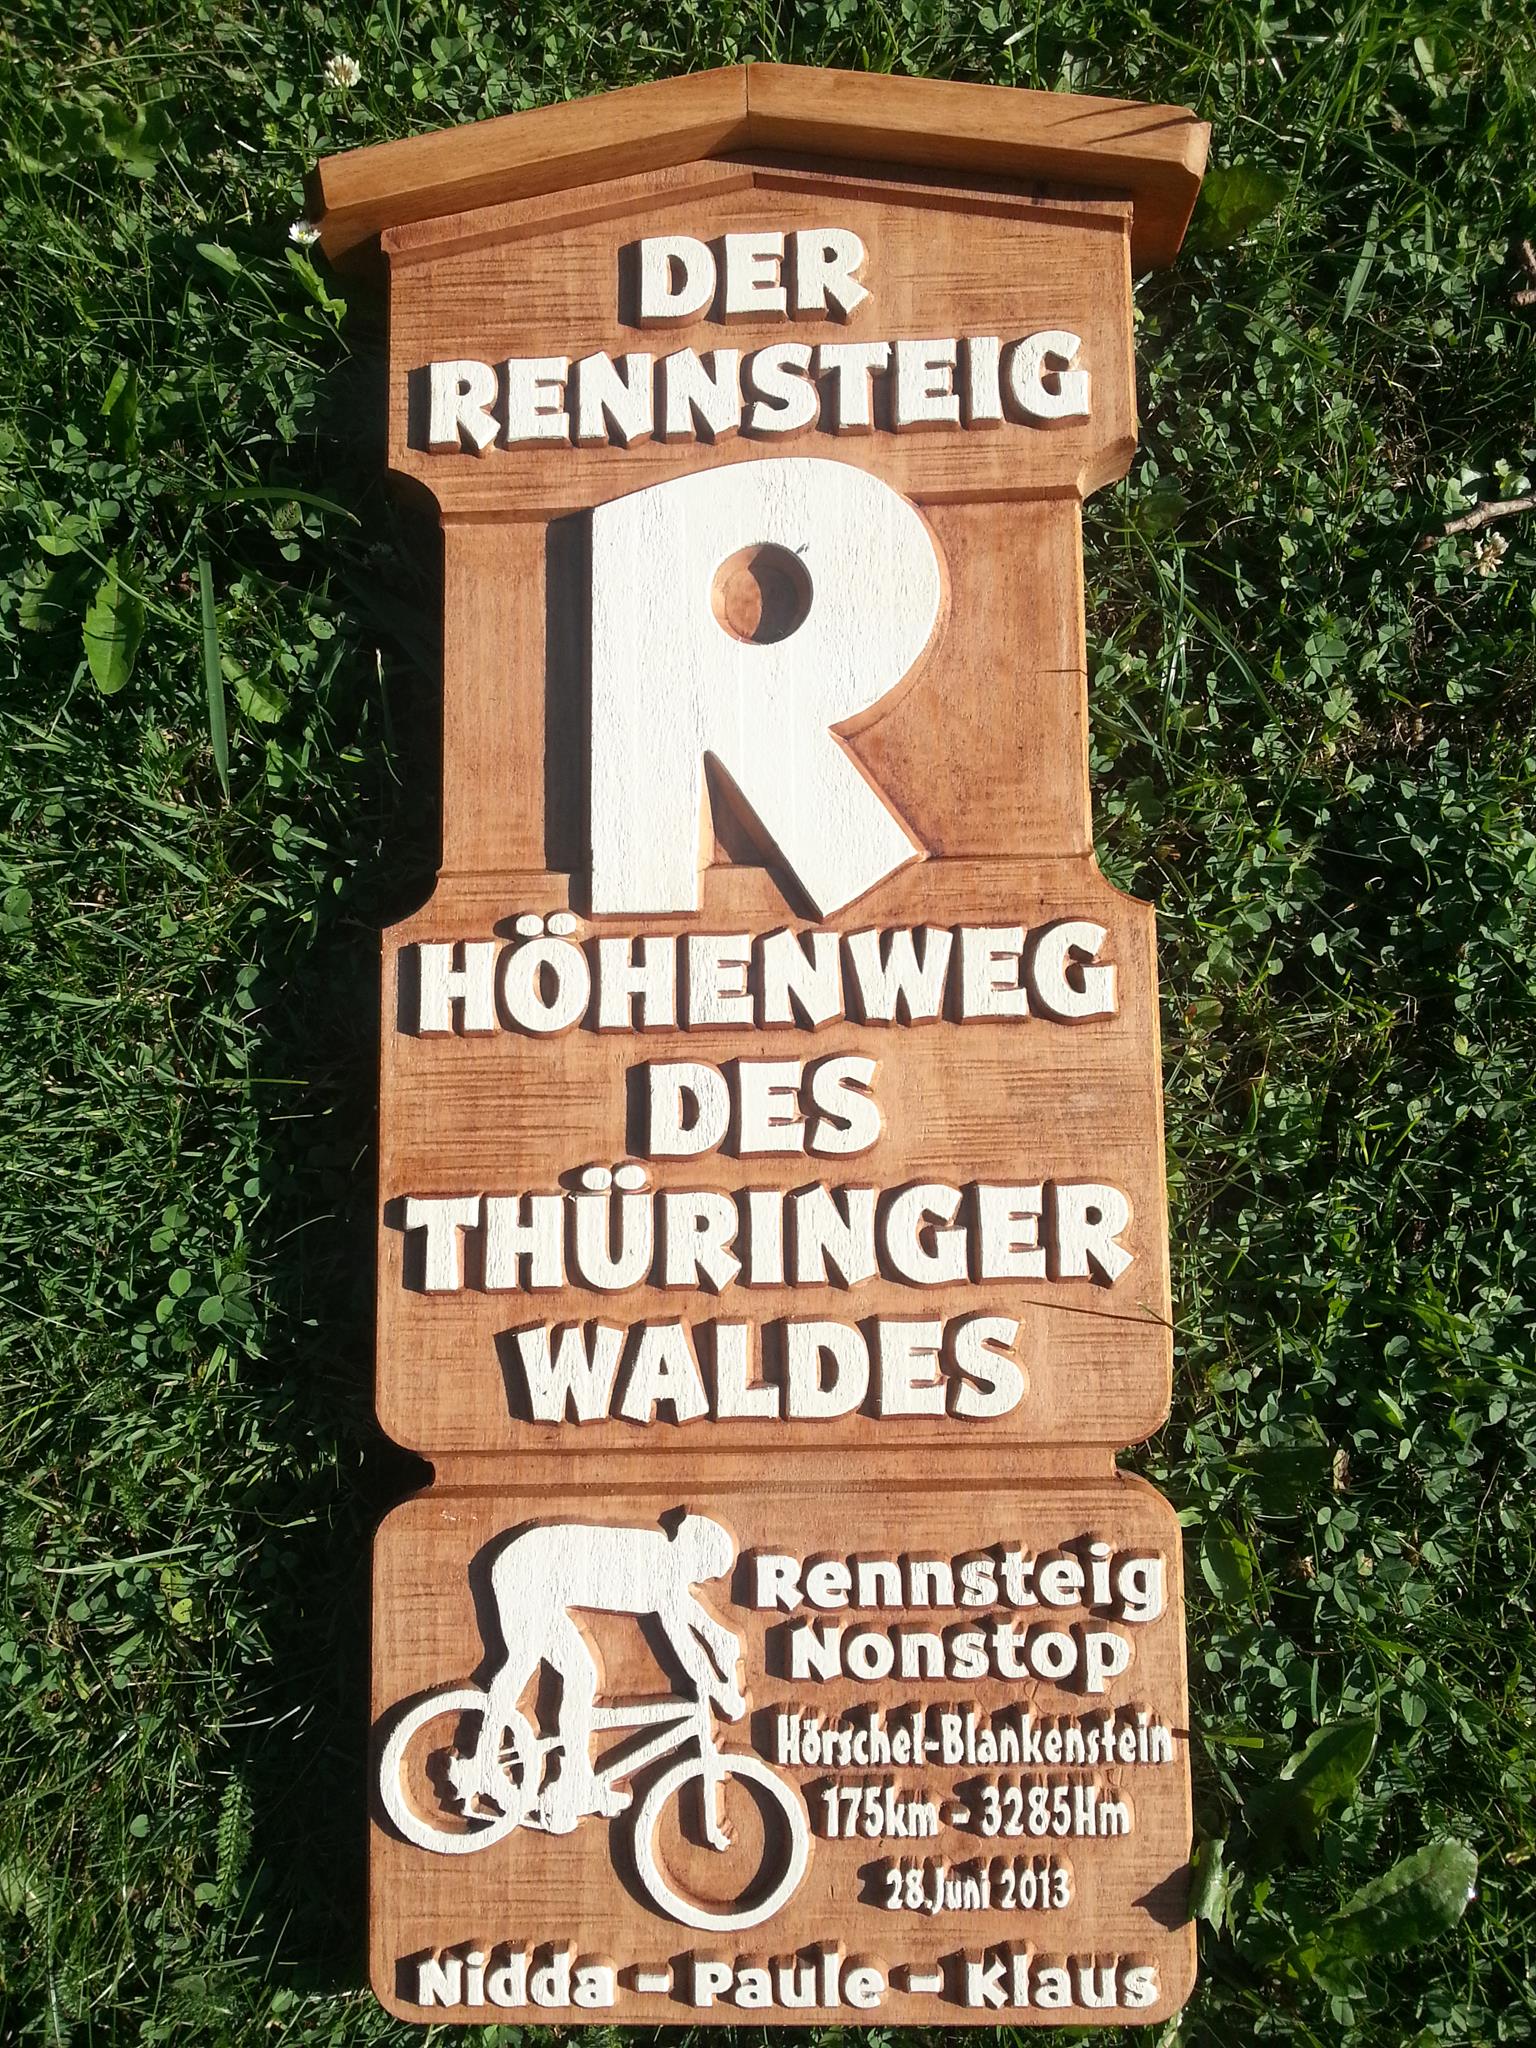 DER
RENNSTEIG
R
HÖHENWEG
DES
THÜRINGER
WALDES
Rennsteig
Nonstop
Hörschel-Blankenstein
175km - 3285Hm
28.Juni 2013
Nidda - Paule - Klaus